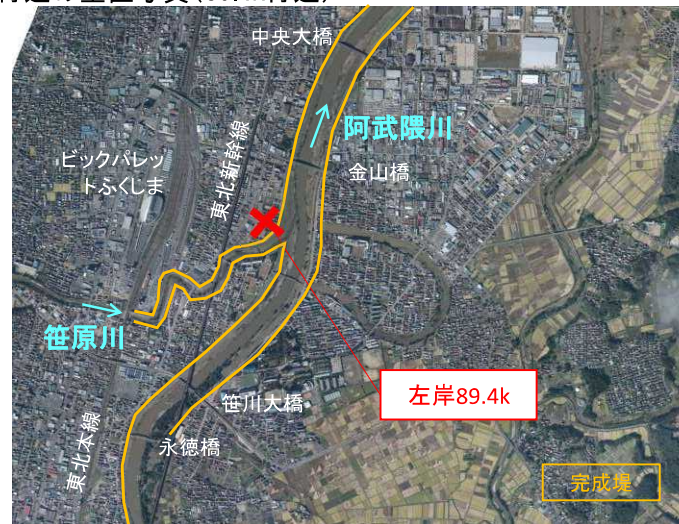 中央大橋
阿武隈川
東北新幹線
ビックパレッ
トふくしま
金山橋
笹原川
左岸89.4k
笹川大橋
永徳橋
東北本線
完成堤